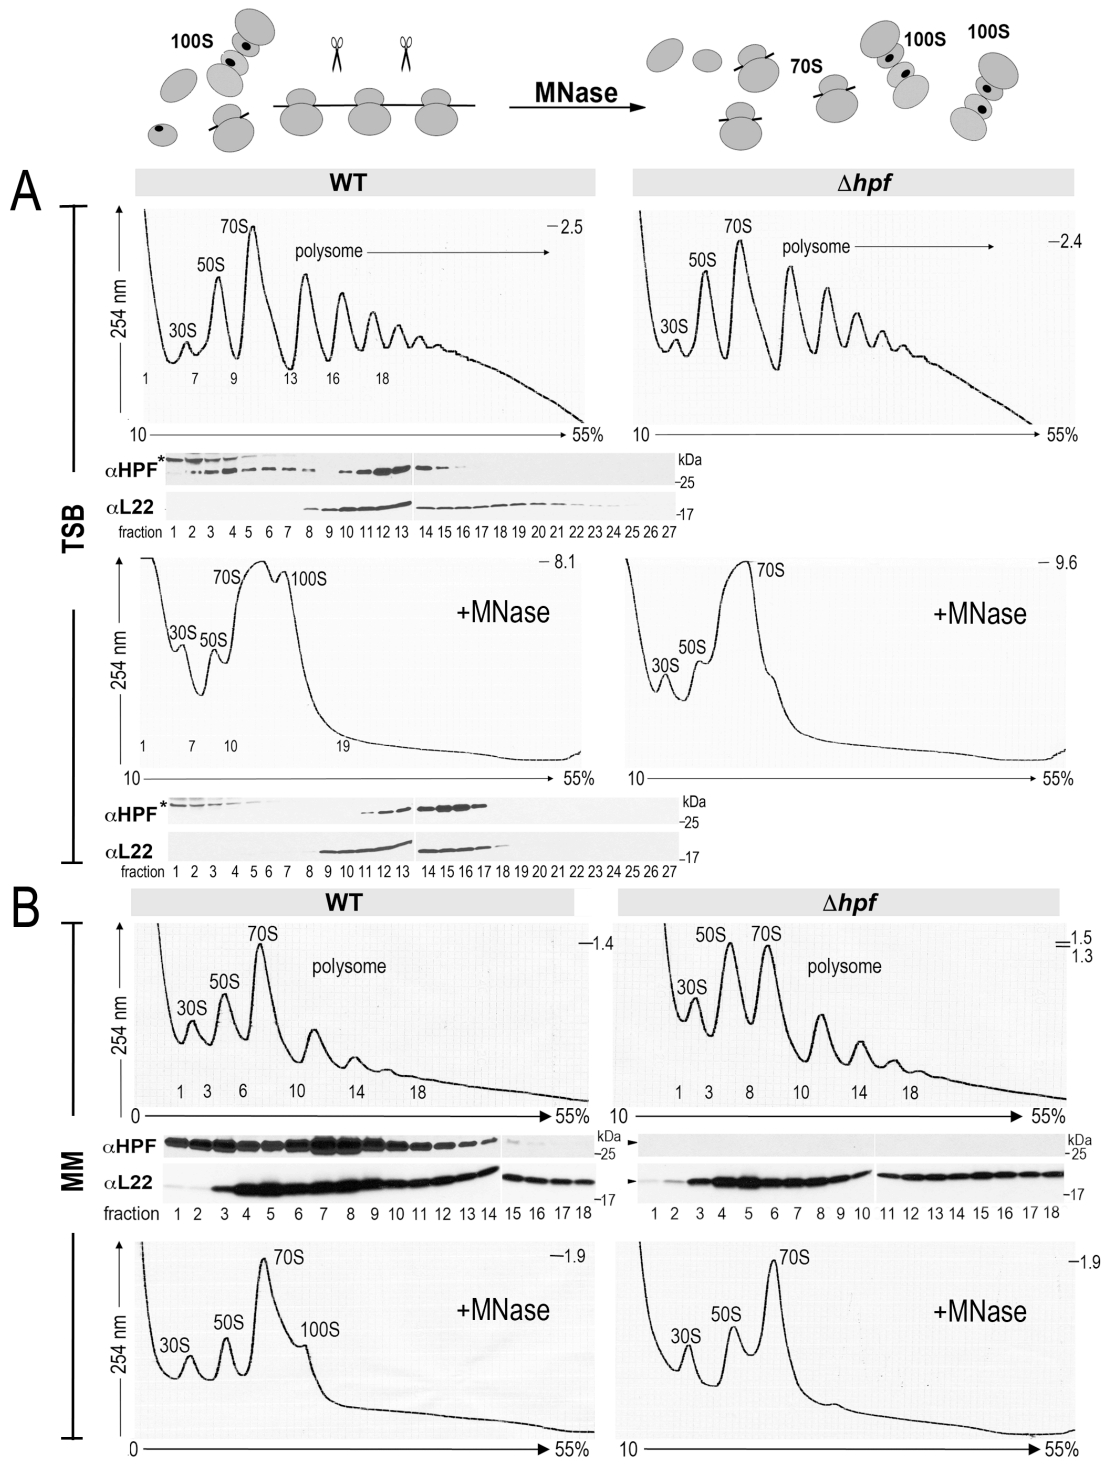 100S
MNase
70S
100S
100S
A
WT
Δhpf
TSB
254 nm
30S
50S
70S
polysome
2.5
1 7 9 13 16 18
10 55%
30S
50S
70S
polysome
2.4
10 55%
αHPF
*
kDa
25
αL22
17
fraction 1 2 3 4 5 6 7 8 9 10 11 12 13 14 15 16 17 18 19 20 21 22 23 24 25 26 27
254 nm
30S
50S
70S
100S
8.1
+MNase
1 7 10 19
10 55%
30S
50S
70S
9.6
+MNase
10 55%
αHPF
*
kDa
25
αL22
17
fraction 1 2 3 4 5 6 7 8 9 10 11 12 13 14 15 16 17 18 19 20 21 22 23 24 25 26 27
B
WT
Δhpf
MM
254 nm
30S
50S
70S
polysome
1.4
1 3 6 10 14 18
0 55%
30S
50S
70S
polysome
1.5
1.3
1 3 8 10 14 18
10 55%
αHPF
kDa
25
kDa
25
αL22
17
17
fraction 1 2 3 4 5 6 7 8 9 10 11 12 13 14 15 16 17 18
1 2 3 4 5 6 7 8 9 10 11 12 13 14 15 16 17 18
254 nm
30S
50S
70S
100S
1.9
+MNase
0 55%
30S
50S
70S
1.9
+MNase
10 55%